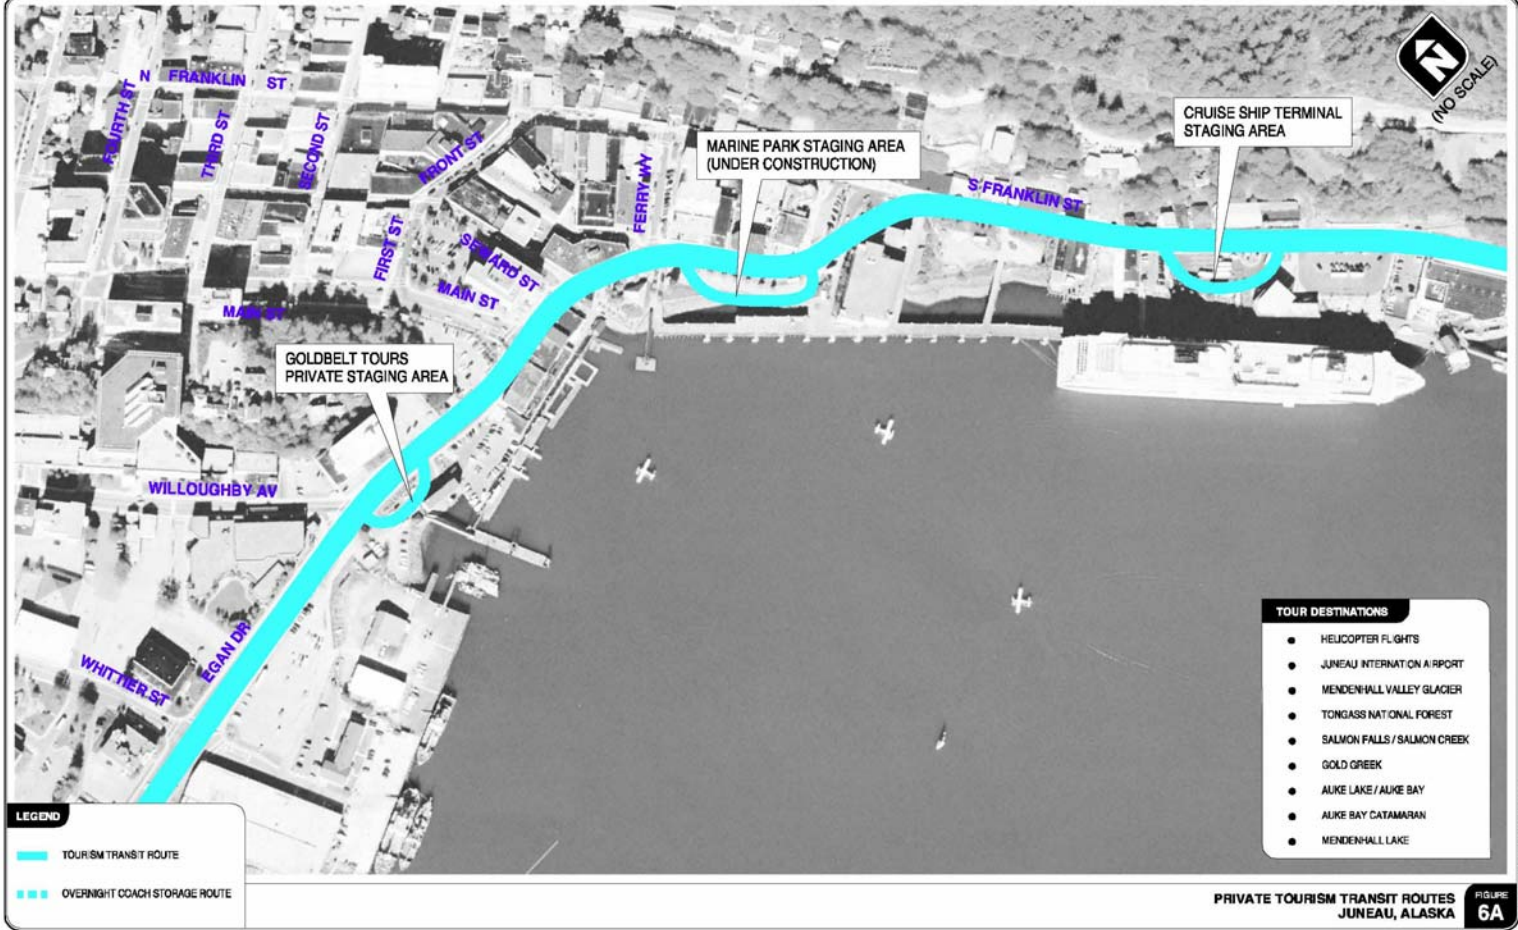 N FRANKLIN ST
FOURTH ST
THIRD ST
SECOND ST
FRONT ST
FIRST ST
SEWARD ST
MAIN ST
MAIN ST
FERRY WY
MARINE PARK STAGING AREA
(UNDER CONSTRUCTION)
S FRANKLIN ST
CRUISE SHIP TERMINAL
STAGING AREA
N
(NO SCALE)
GOLDBELT TOURS
PRIVATE STAGING AREA
WILLOUGHBY AV
EGAN DR
WHITTIER ST
TOUR DESTINATIONS
HELICOPTER FLIGHTS
JUNEAU INTERNATION AIRPORT
MENDENHALL VALLEY GLACIER
TONGASS NATIONAL FOREST
SALMON FALLS / SALMON CREEK
GOLD GREEK
AUKE LAKE / AUKE BAY
AUKE BAY CATAMARAN
MENDENHALL LAKE
LEGEND
TOURISM TRANSIT ROUTE
OVERNIGHT COACH STORAGE ROUTE
PRIVATE TOURISM TRANSIT ROUTES
JUNEAU, ALASKA
FIGURE
6A